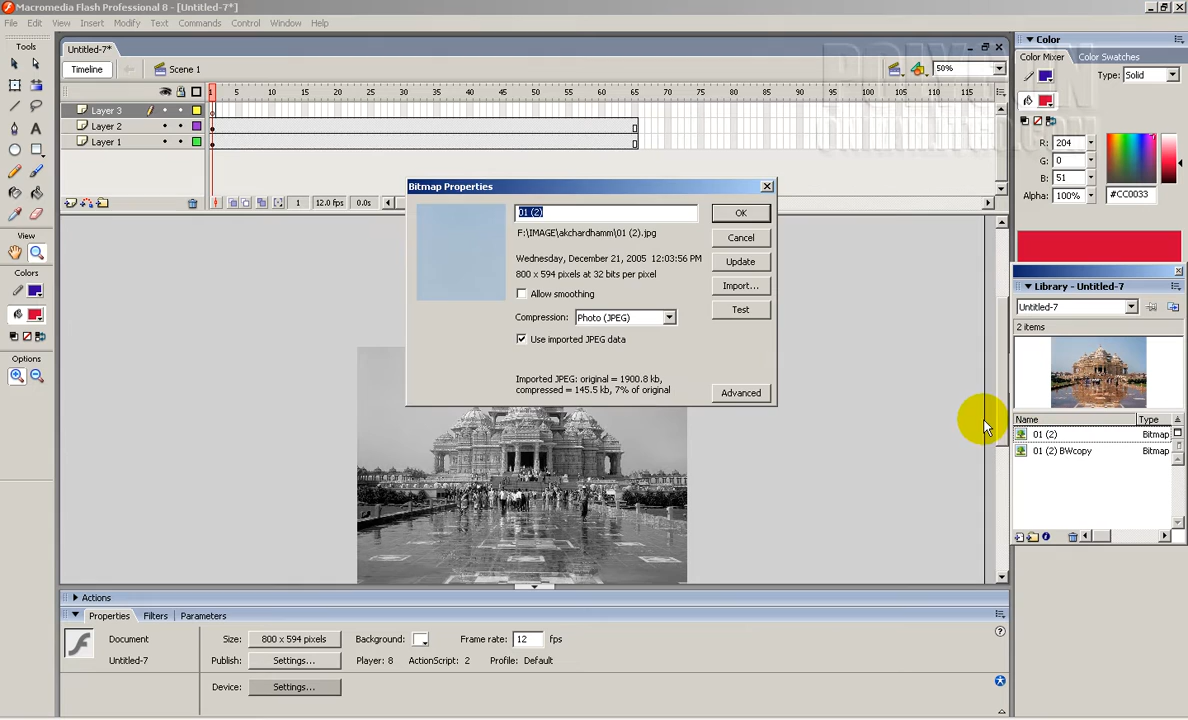 Macromedia Flash Professional 8 - [Untitled-7*]
File Edit View Insert Modify Text Commands Control Window Help
Tools
Untitled-7*
Timeline
Scene 1
50%
1 5 10 15 20 25 30 35 40 45 50 55 60 65 70 75 80 85 90 95 100 105 110 115
Layer 3
Layer 2
Layer 1
1 12.0 fps 0.0s
View
Colors
Options
Color
Color Mixer Color Swatches
Type: Solid
R: 204
G: 0
B: 51
Alpha: 100% #CC0033
Bitmap Properties
01 (2)
F:\IMAGE\akchardhamm\01 (2).jpg
Wednesday, December 21, 2005 12:03:56 PM
800 x 594 pixels at 32 bits per pixel
Allow smoothing
Compression: Photo (JPEG)
Use imported JPEG data
Imported JPEG: original = 1900.8 kb,
compressed = 145.5 kb, 7% of original
OK
Cancel
Update
Import...
Test
Advanced
Library - Untitled-7
Untitled-7
2 items
Name Type
01 (2) Bitmap
01 (2) BWcopy Bitmap
Actions
Properties Filters Parameters
Document
Untitled-7
Size: 800 x 594 pixels Background: Frame rate: 12 fps
Publish: Settings... Player: 8 ActionScript: 2 Profile: Default
Device: Settings...